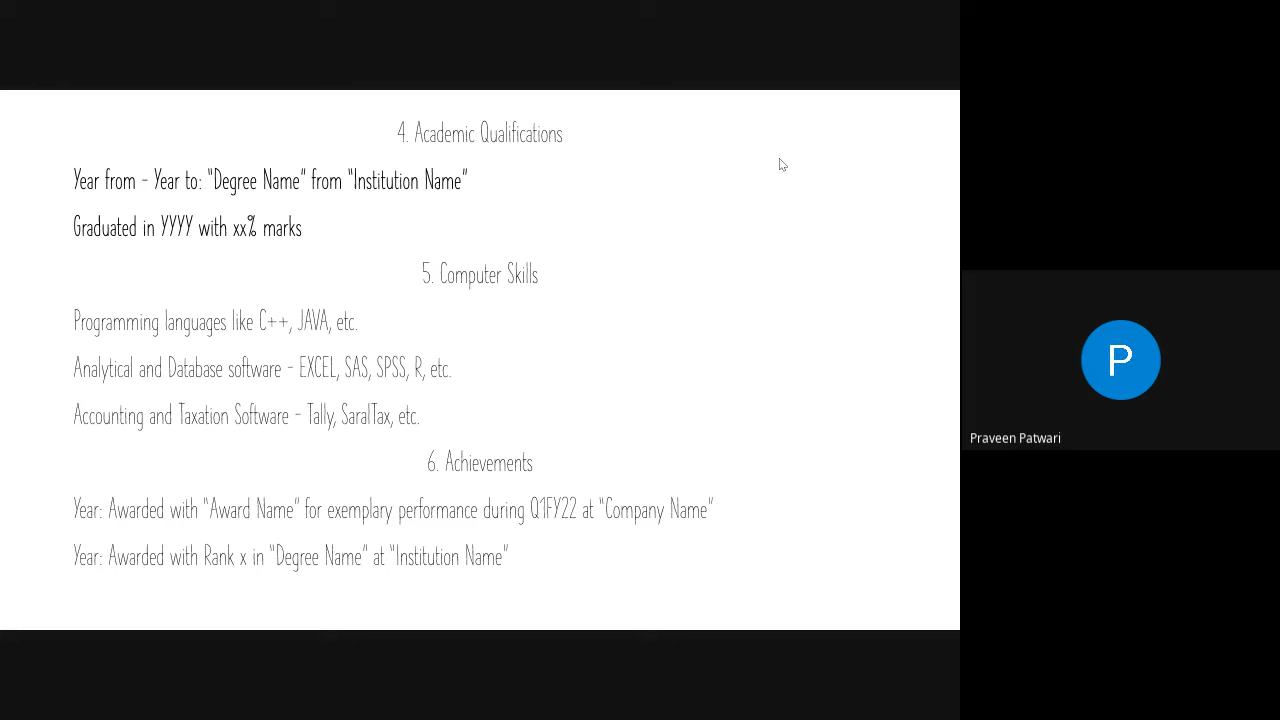 4. Academic Qualifications
Year from - Year to: "Degree Name" from "Institution Name"
Graduated in YYYY with xx% marks
5. Computer Skills
Programming languages like C++, JAVA, etc.
Analytical and Database software - EXCEL, SAS, SPSS, R, etc.
Accounting and Taxation Software - Tally, SaralTax, etc.
6. Achievements
Year: Awarded with "Award Name" for exemplary performance during Q1FY22 at "Company Name"
Year: Awarded with Rank x in "Degree Name" at "Institution Name"
P
Praveen Patwari